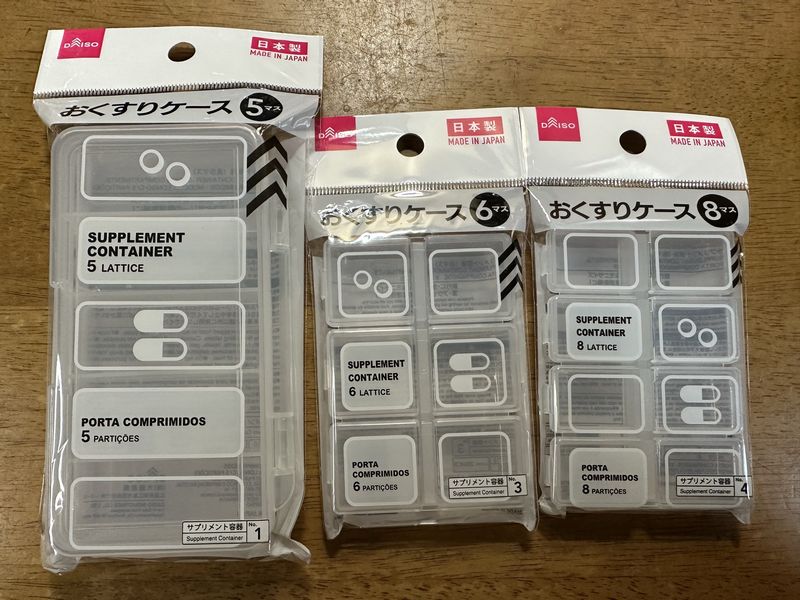 DAISO
日本製
MADE IN JAPAN
おくすりケース 5マス
SUPPLEMENT
CONTAINER
5 LATTICE
PORTA COMPRIMIDOS
5 PARTIÇÕES
サプリメント容器
Supplement Container
No.
1
DAISO
日本製
MADE IN JAPAN
おくすりケース 6マス
SUPPLEMENT
CONTAINER
6 LATTICE
PORTA
COMPRIMIDOS
6 PARTIÇÕES
サプリメント容器
Supplement Container
No.
3
DAISO
日本製
MADE IN JAPAN
おくすりケース 8マス
SUPPLEMENT
CONTAINER
8 LATTICE
PORTA
COMPRIMIDOS
8 PARTIÇÕES
サプリメント容器
Supplement Container
No.
4